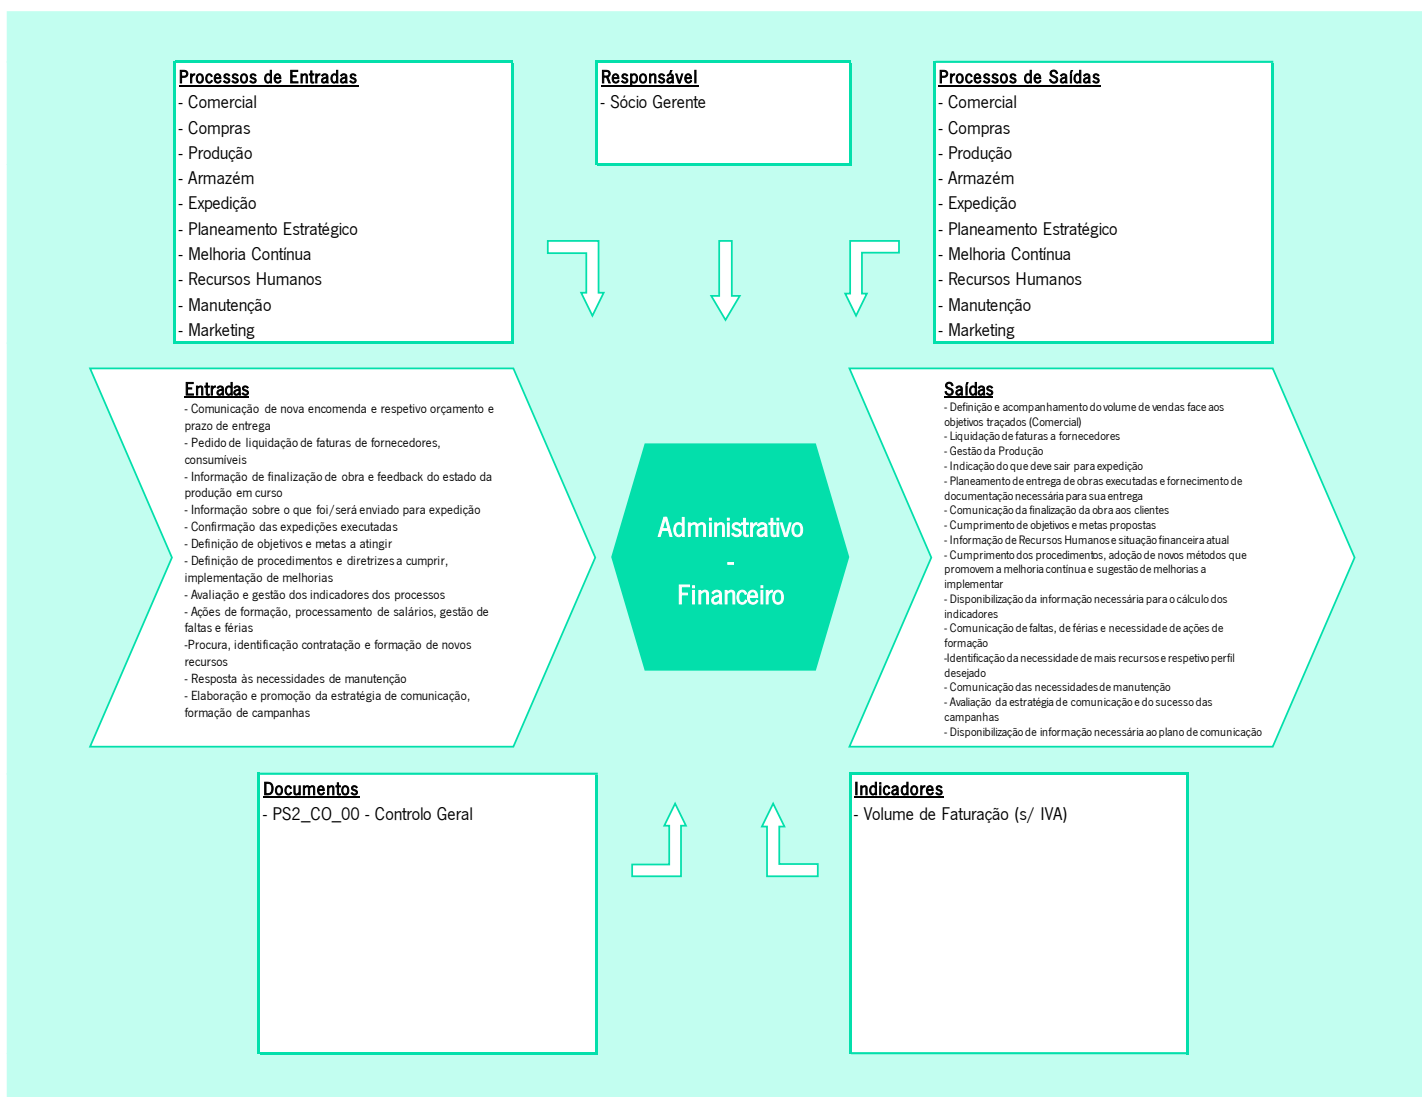 Processos de Entradas
- Comercial
- Compras
- Produção
- Armazém
- Expedição
- Planeamento Estratégico
- Melhoria Contínua
- Recursos Humanos
- Manutenção
- Marketing
Responsável
- Sócio Gerente
Processos de Saídas
- Comercial
- Compras
- Produção
- Armazém
- Expedição
- Planeamento Estratégico
- Melhoria Contínua
- Recursos Humanos
- Manutenção
- Marketing
Entradas
- Comunicação de nova encomenda e respetivo orçamento e
prazo de entrega
- Pedido de liquidação de faturas de fornecedores,
consumíveis
- Informação de finalização de obra e feedback do estado da
produção em curso
- Informação sobre o que foi/será enviado para expedição
- Confirmação das expedições executadas
- Definição de objetivos e metas a atingir
- Definição de procedimentos e diretrizes a cumprir,
implementação de melhorias
- Avaliação e gestão dos indicadores dos processos
- Ações de formação, processamento de salários, gestão de
faltas e férias
-Procura, identificação contratação e formação de novos
recursos
- Resposta às necessidades de manutenção
- Elaboração e promoção da estratégia de comunicação,
formação de campanhas
Administrativo
-
Financeiro
Saídas
- Definição e acompanhamento do volume de vendas face aos
objetivos traçados (Comercial)
- Liquidação de faturas a fornecedores
- Gestão da Produção
- Indicação do que deve sair para expedição
- Planeamento de entrega de obras executadas e fornecimento de
documentação necessária para sua entrega
- Comunicação da finalização da obra aos clientes
- Cumprimento de objetivos e metas propostas
- Informação de Recursos Humanos e situação financeira atual
- Cumprimento dos procedimentos, adoção de novos métodos que
promovem a melhoria contínua e sugestão de melhorias a
implementar
- Disponibilização da informação necessária para o cálculo dos
indicadores
- Comunicação de faltas, de férias e necessidade de ações de
formação
-Identificação da necessidade de mais recursos e respetivo perfil
desejado
- Comunicação das necessidades de manutenção
- Avaliação da estratégia de comunicação e do sucesso das
campanhas
- Disponibilização de informação necessária ao plano de comunicação
Documentos
- PS2_CO_00 - Controlo Geral
Indicadores
- Volume de Faturação (s/ IVA)